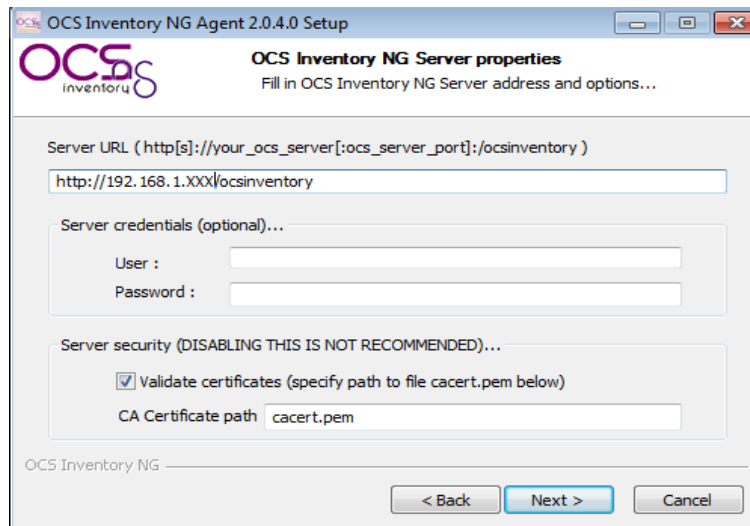 OCS Inventory NG Agent 2.0.4.0 Setup
OCS
inventory
NG
OCS Inventory NG Server properties
Fill in OCS Inventory NG Server address and options...
Server URL ( http[s]://your_ocs_server[:ocs_server_port]:/ocsinventory )
http://192.168.1.XXX/ocsinventory
Server credentials (optional)...
User :
Password :
Server security (DISABLING THIS IS NOT RECOMMENDED)...
Validate certificates (specify path to file cacert.pem below)
CA Certificate path cacert.pem
OCS Inventory NG
< Back Next > Cancel